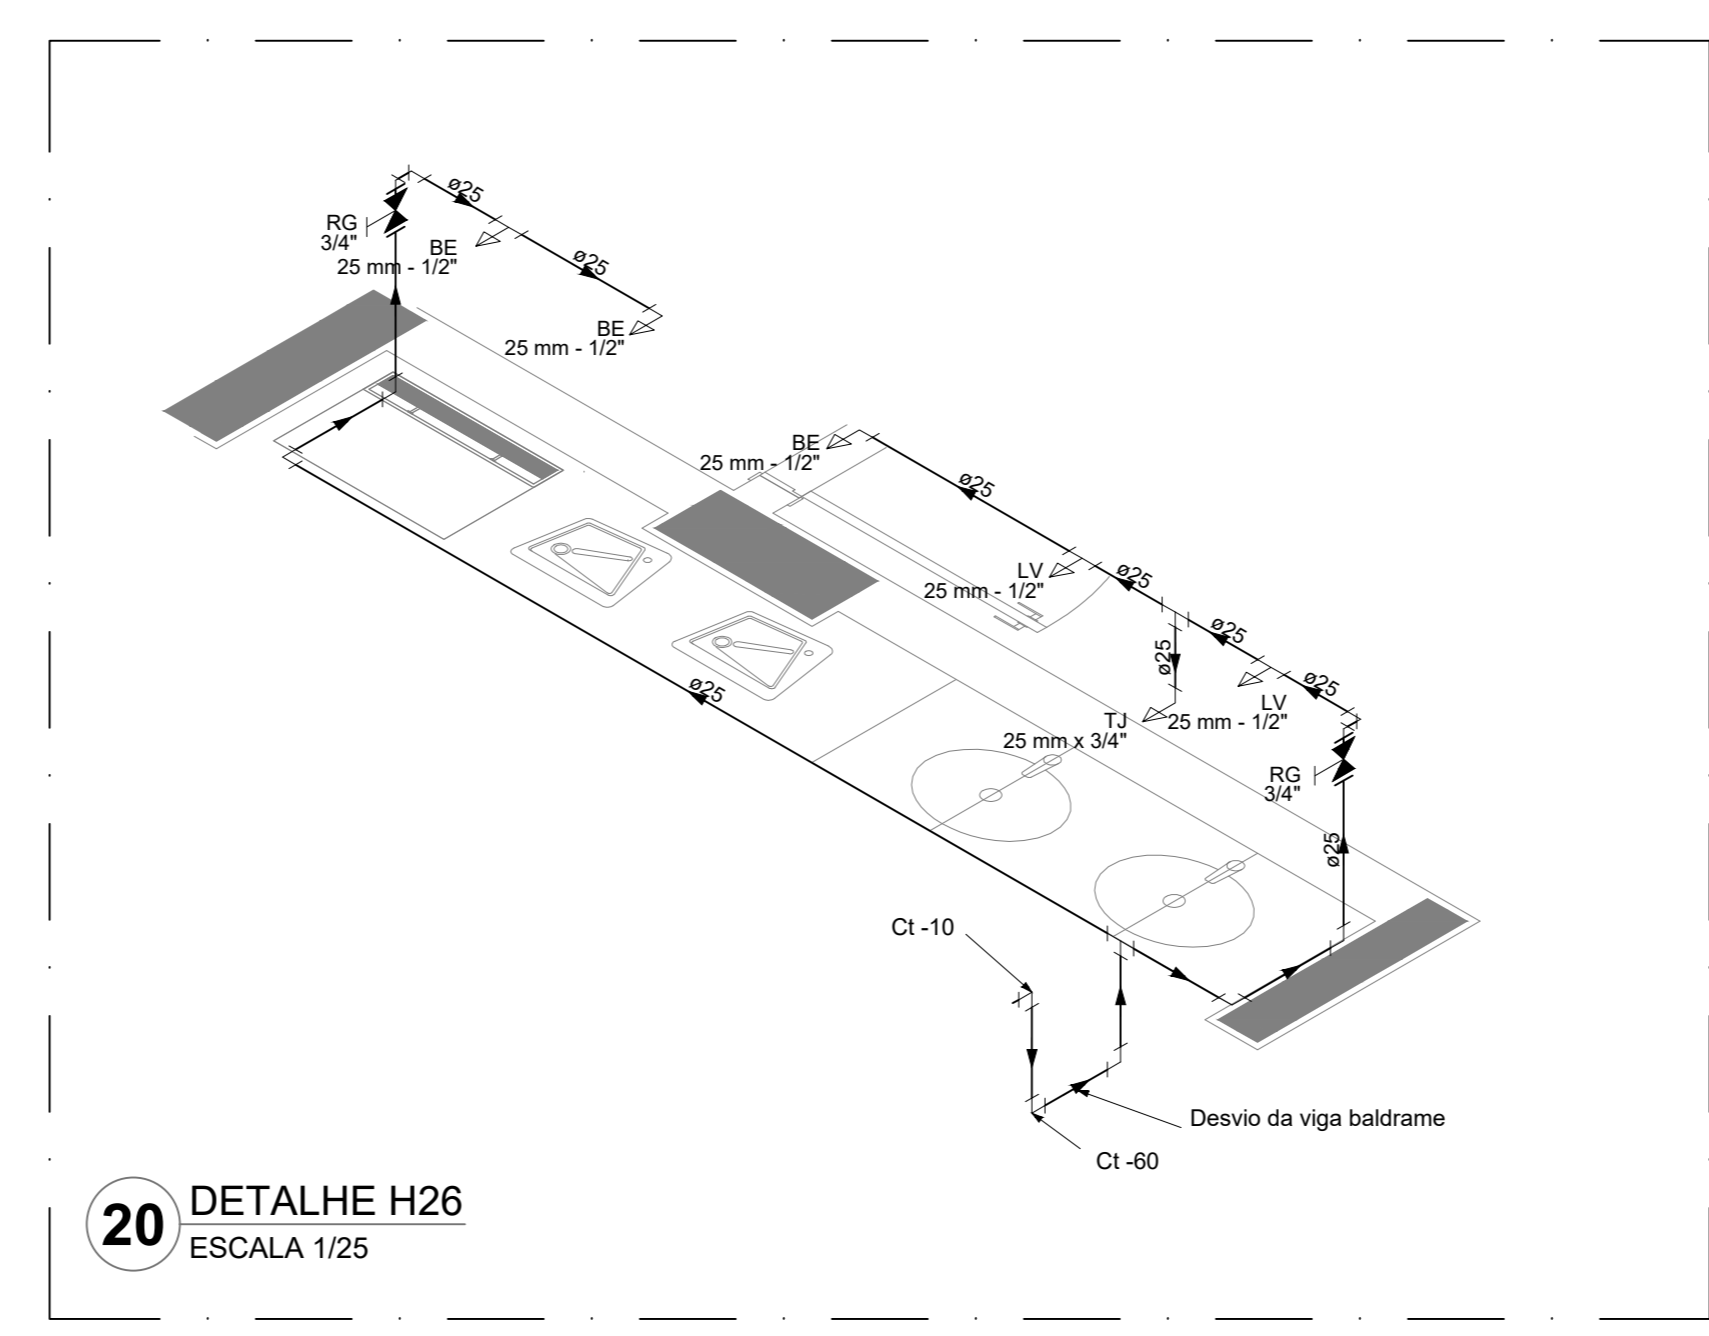 ø25
RG
3/4"
BE
25 mm - 1/2"
ø25
BE
25 mm - 1/2"
BE
25 mm - 1/2"
ø25
LV
25 mm - 1/2"
ø25
ø25
ø25
ø25
LV
25 mm - 1/2"
TJ
25 mm x 3/4"
ø25
RG
3/4"
ø25
Ct -10
Desvio da viga baldrame
Ct -60
20
DETALHE H26
ESCALA 1/25